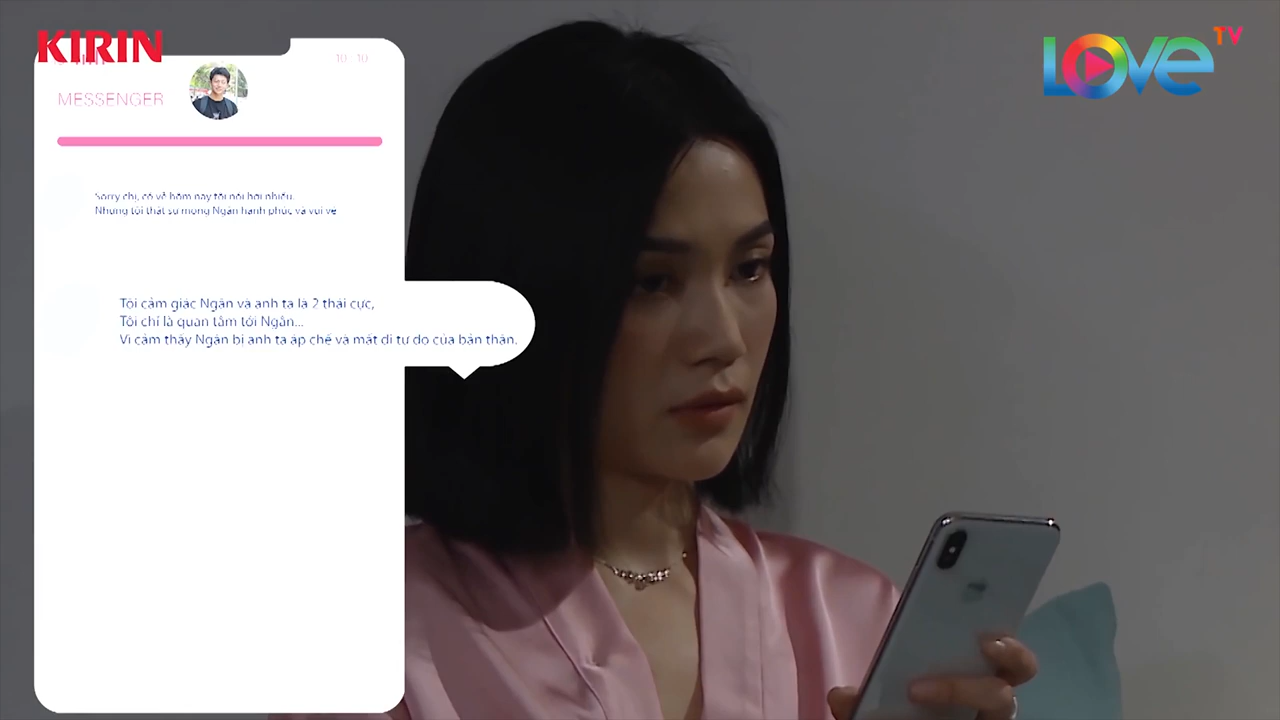 KIRIN
LOVE TV
10 : 10
MESSENGER
Sorry chị, có vẻ hôm nay tôi nói hơi nhiều.
Nhưng tôi thật sự mong Ngân hạnh phúc và vui vẻ
Tôi cảm giác Ngân và anh ta là 2 thái cực,
Tôi chỉ là quan tâm tới Ngân...
Vì cảm thấy Ngân bị anh ta áp chế và mất đi tự do của bản thân.